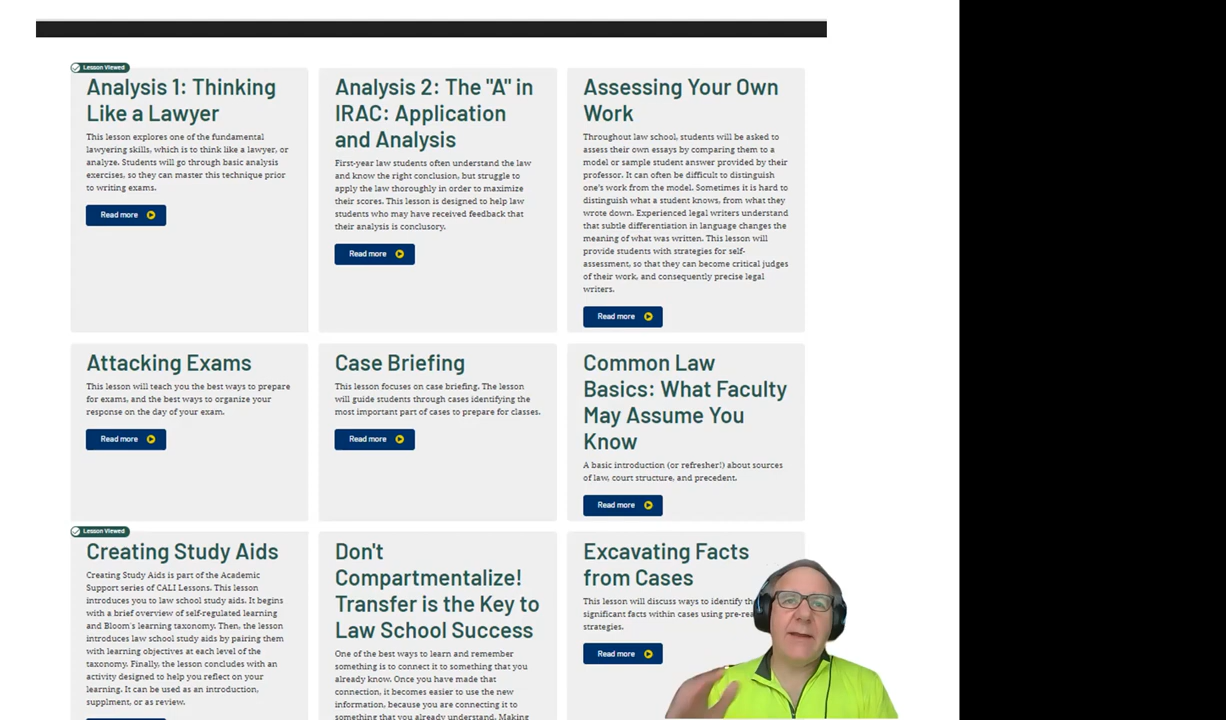 Lesson Viewed
Analysis 1: Thinking
Like a Lawyer
This lesson explores one of the fundamental
lawyering skills, which is to think like a lawyer, or
analyze. Students will go through basic analysis
exercises, so they can master this technique prior
to writing exams.
Read more
Analysis 2: The "A" in
IRAC: Application
and Analysis
First-year law students often understand the law
and know the right conclusion, but struggle to
apply the law thoroughly in order to maximize
their scores. This lesson is designed to help law
students who may have received feedback that
their analysis is conclusory.
Read more
Assessing Your Own
Work
Throughout law school, students will be asked to
assess their own essays by comparing them to a
model or sample student answer provided by their
professor. It can often be difficult to distinguish
one's work from the model. Sometimes it is hard to
distinguish what a student knows, from what they
wrote down. Experienced legal writers understand
that subtle differentiation in language changes the
meaning of what was written. This lesson will
provide students with strategies for self-
assessment, so that they can become critical judges
of their work, and consequently precise legal
writers.
Read more
Attacking Exams
This lesson will teach you the best ways to prepare
for exams, and the best ways to organize your
response on the day of your exam.
Read more
Case Briefing
This lesson focuses on case briefing. The lesson
will guide students through cases identifying the
most important part of cases to prepare for classes.
Read more
Common Law
Basics: What Faculty
May Assume You
Know
A basic introduction (or refresher!) about sources
of law, court structure, and precedent.
Read more
Lesson Viewed
Creating Study Aids
Creating Study Aids is part of the Academic
Support series of CALI Lessons. This lesson
introduces you to law school study aids. It begins
with a brief overview of self-regulated learning
and Bloom's learning taxonomy. Then, the lesson
introduces law school study aids by pairing them
with learning objectives at each level of the
taxonomy. Finally, the lesson concludes with an
activity designed to help you reflect on your
learning. It can be used as an introduction,
supplment, or as review.
Don't
Compartmentalize!
Transfer is the Key to
Law School Success
One of the best ways to learn and remember
something is to connect it to something that you
already know. Once you have made that
connection, it becomes easier to use the new
information, because you are connecting it to
something that you already understand. Making
Excavating Facts
from Cases
This lesson will discuss ways to identify
significant facts within cases using
strategies.
Read more